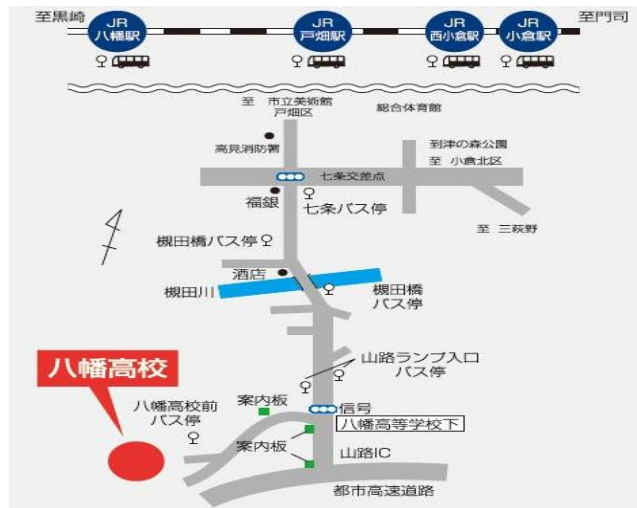 至黒崎
JR
八幡駅
JR
戸畑駅
JR
西小倉駅
JR
小倉駅
至門司
至 市立美術館
戸畑区
総合体育館
高見消防署
到津の森公園
至 小倉北区
七条交差点
福銀
七条バス停
至 三萩野
槻田橋バス停
酒店
槻田川
槻田橋
バス停
八幡高校
山路ランプ入口
バス停
八幡高校前
バス停
案内板
信号
八幡高等学校下
案内板
山路IC
都市高速道路